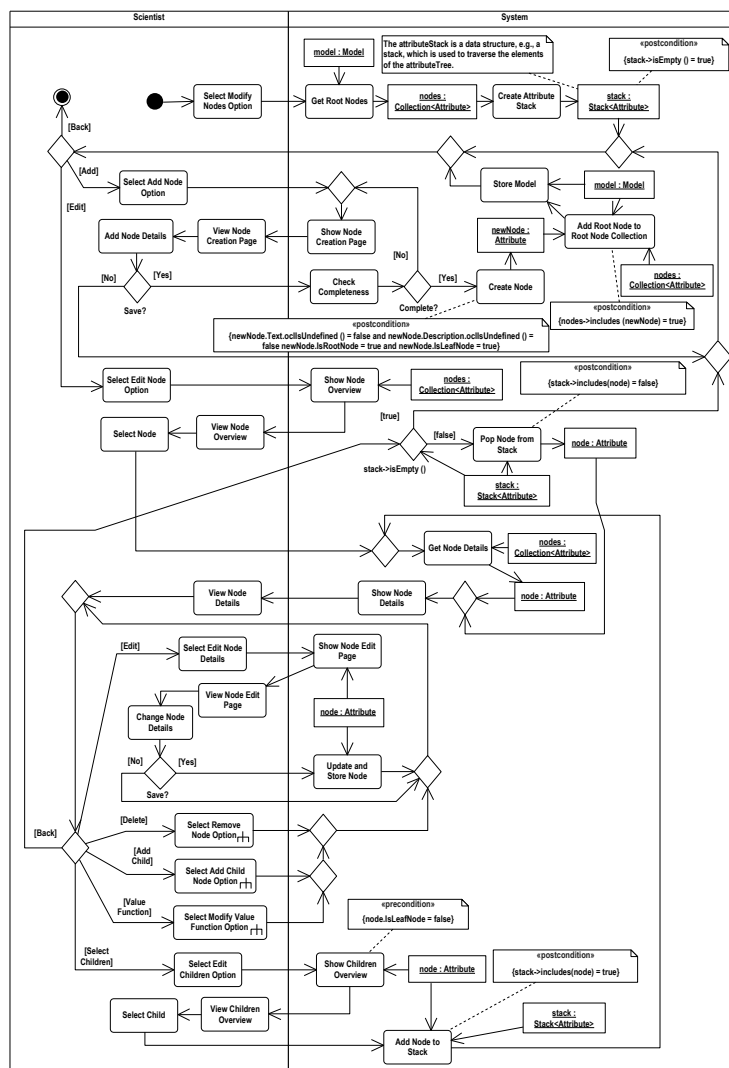 Scientist
System
The attributeStack is a data structure, e.g., a
stack, which is used to traverse the elements
of the attributeTree.
«postcondition»
{stack->isEmpty () = true}
model : Model
Select Modify
Nodes Option
Get Root Nodes
nodes :
Collection<Attribute>
Create Attribute
Stack
stack :
Stack<Attribute>
[Back]
[Add]
[Edit]
Select Add Node
Option
Store Model
model : Model
Add Node Details
View Node
Creation Page
Show Node
Creation Page
newNode :
Attribute
Add Root Node to
Root Node Collection
[No]
[No]
[Yes]
Save?
Check
Completeness
Complete?
[Yes]
Create Node
nodes :
Collection<Attribute>
«postcondition»
{nodes->includes (newNode) = true}
«postcondition»
{newNode.Text.oclIsUndefined () = false and newNode.Description.oclIsUndefined () =
false newNode.IsRootNode = true and newNode.IsLeafNode = true}
Select Edit Node
Option
Show Node
Overview
nodes :
Collection<Attribute>
«postcondition»
{stack->includes(node) = false}
Select Node
View Node
Overview
[true]
[false]
stack->isEmpty ()
Pop Node from
Stack
node : Attribute
stack :
Stack<Attribute>
Get Node Details
nodes :
Collection<Attribute>
View Node
Details
Show Node
Details
node : Attribute
[Edit]
Select Edit Node
Details
Show Node Edit
Page
View Node Edit
Page
Change Node
Details
node : Attribute
[No]
[Yes]
Save?
Update and
Store Node
[Back]
[Delete]
Select Remove
Node Option
[Add
Child]
Select Add Child
Node Option
[Value
Function]
Select Modify Value
Function Option
«precondition»
{node.IsLeafNode = false}
[Select
Children]
Select Edit
Children Option
Show Children
Overview
node : Attribute
«postcondition»
{stack->includes(node) = true}
Select Child
View Children
Overview
stack :
Stack<Attribute>
Add Node to
Stack